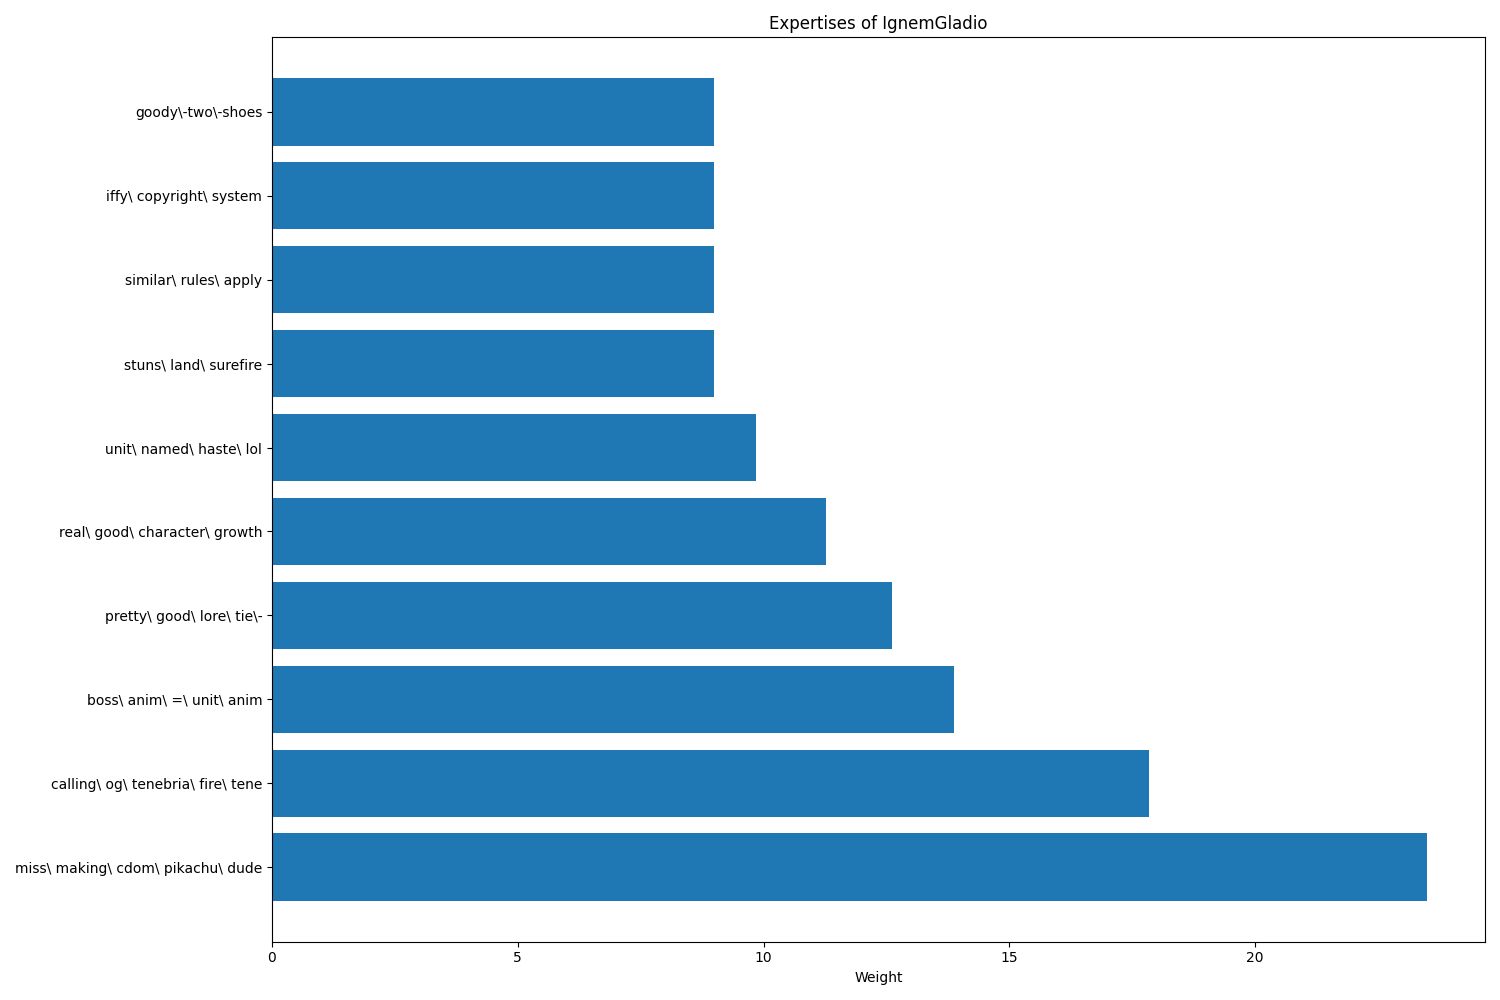 Expertises of IgnemGladio
goody\-two\-shoes
iffy\ copyright\ system
similar\ rules\ apply
stuns\ land\ surefire
unit\ named\ haste\ lol
real\ good\ character\ growth
pretty\ good\ lore\ tie\-
boss\ anim\ =\ unit\ anim
calling\ og\ tenebria\ fire\ tene
miss\ making\ cdom\ pikachu\ dude
0 5 10 15 20
Weight